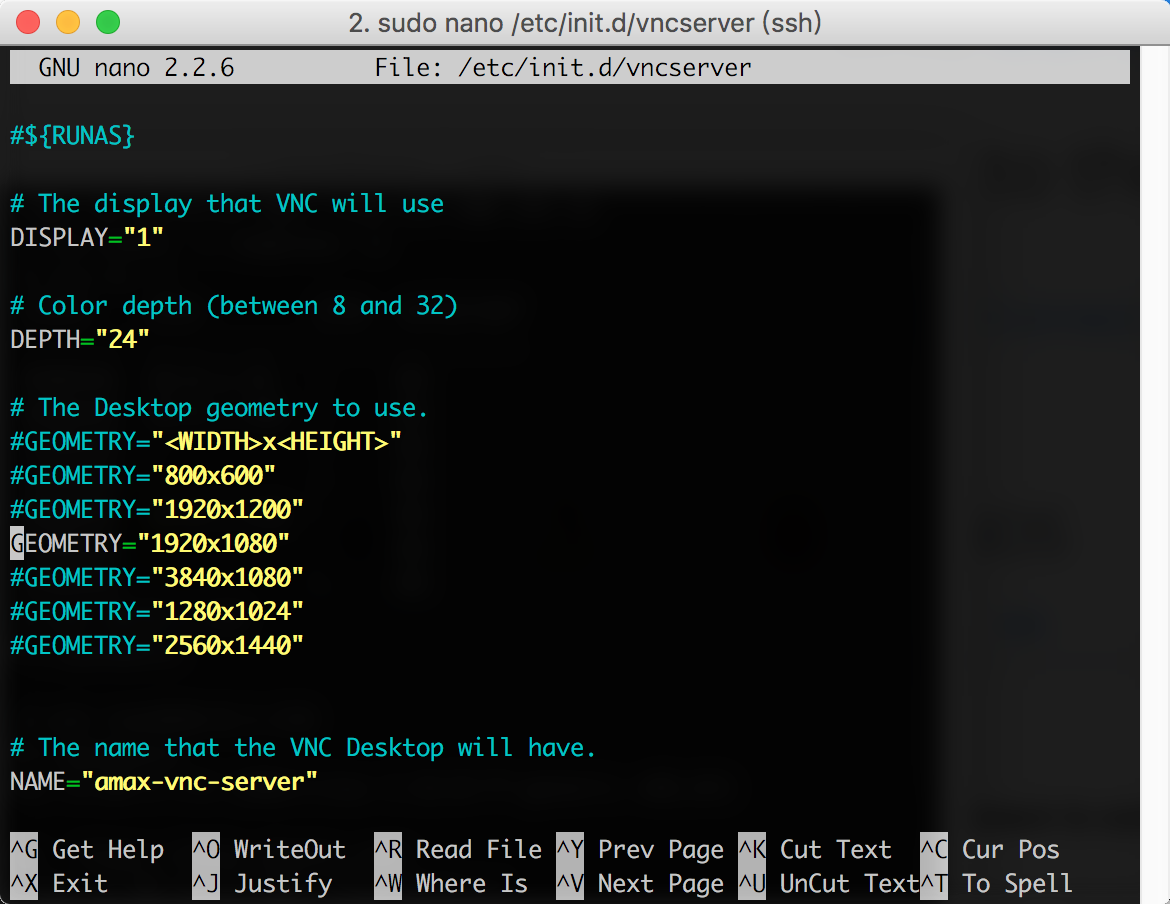 2. sudo nano /etc/init.d/vncserver (ssh)
GNU nano 2.2.6 File: /etc/init.d/vncserver
#${RUNAS}
# The display that VNC will use
DISPLAY="1"
# Color depth (between 8 and 32)
DEPTH="24"
# The Desktop geometry to use.
#GEOMETRY="<WIDTH>x<HEIGHT>"
#GEOMETRY="800x600"
#GEOMETRY="1920x1200"
GEOMETRY="1920x1080"
#GEOMETRY="3840x1080"
#GEOMETRY="1280x1024"
#GEOMETRY="2560x1440"
# The name that the VNC Desktop will have.
NAME="amax-vnc-server"
^G Get Help ^O WriteOut ^R Read File ^Y Prev Page ^K Cut Text ^C Cur Pos
^X Exit ^J Justify ^W Where Is ^V Next Page ^U UnCut Text^T To Spell